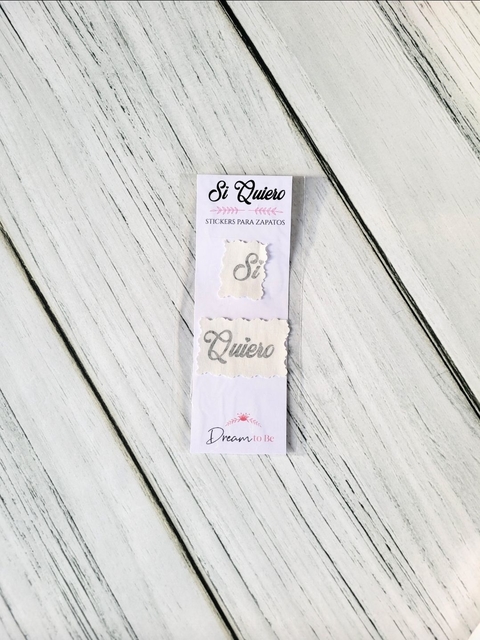 Si Quiero
STICKERS PARA ZAPATOS
Si
Quiero
Dream to Be